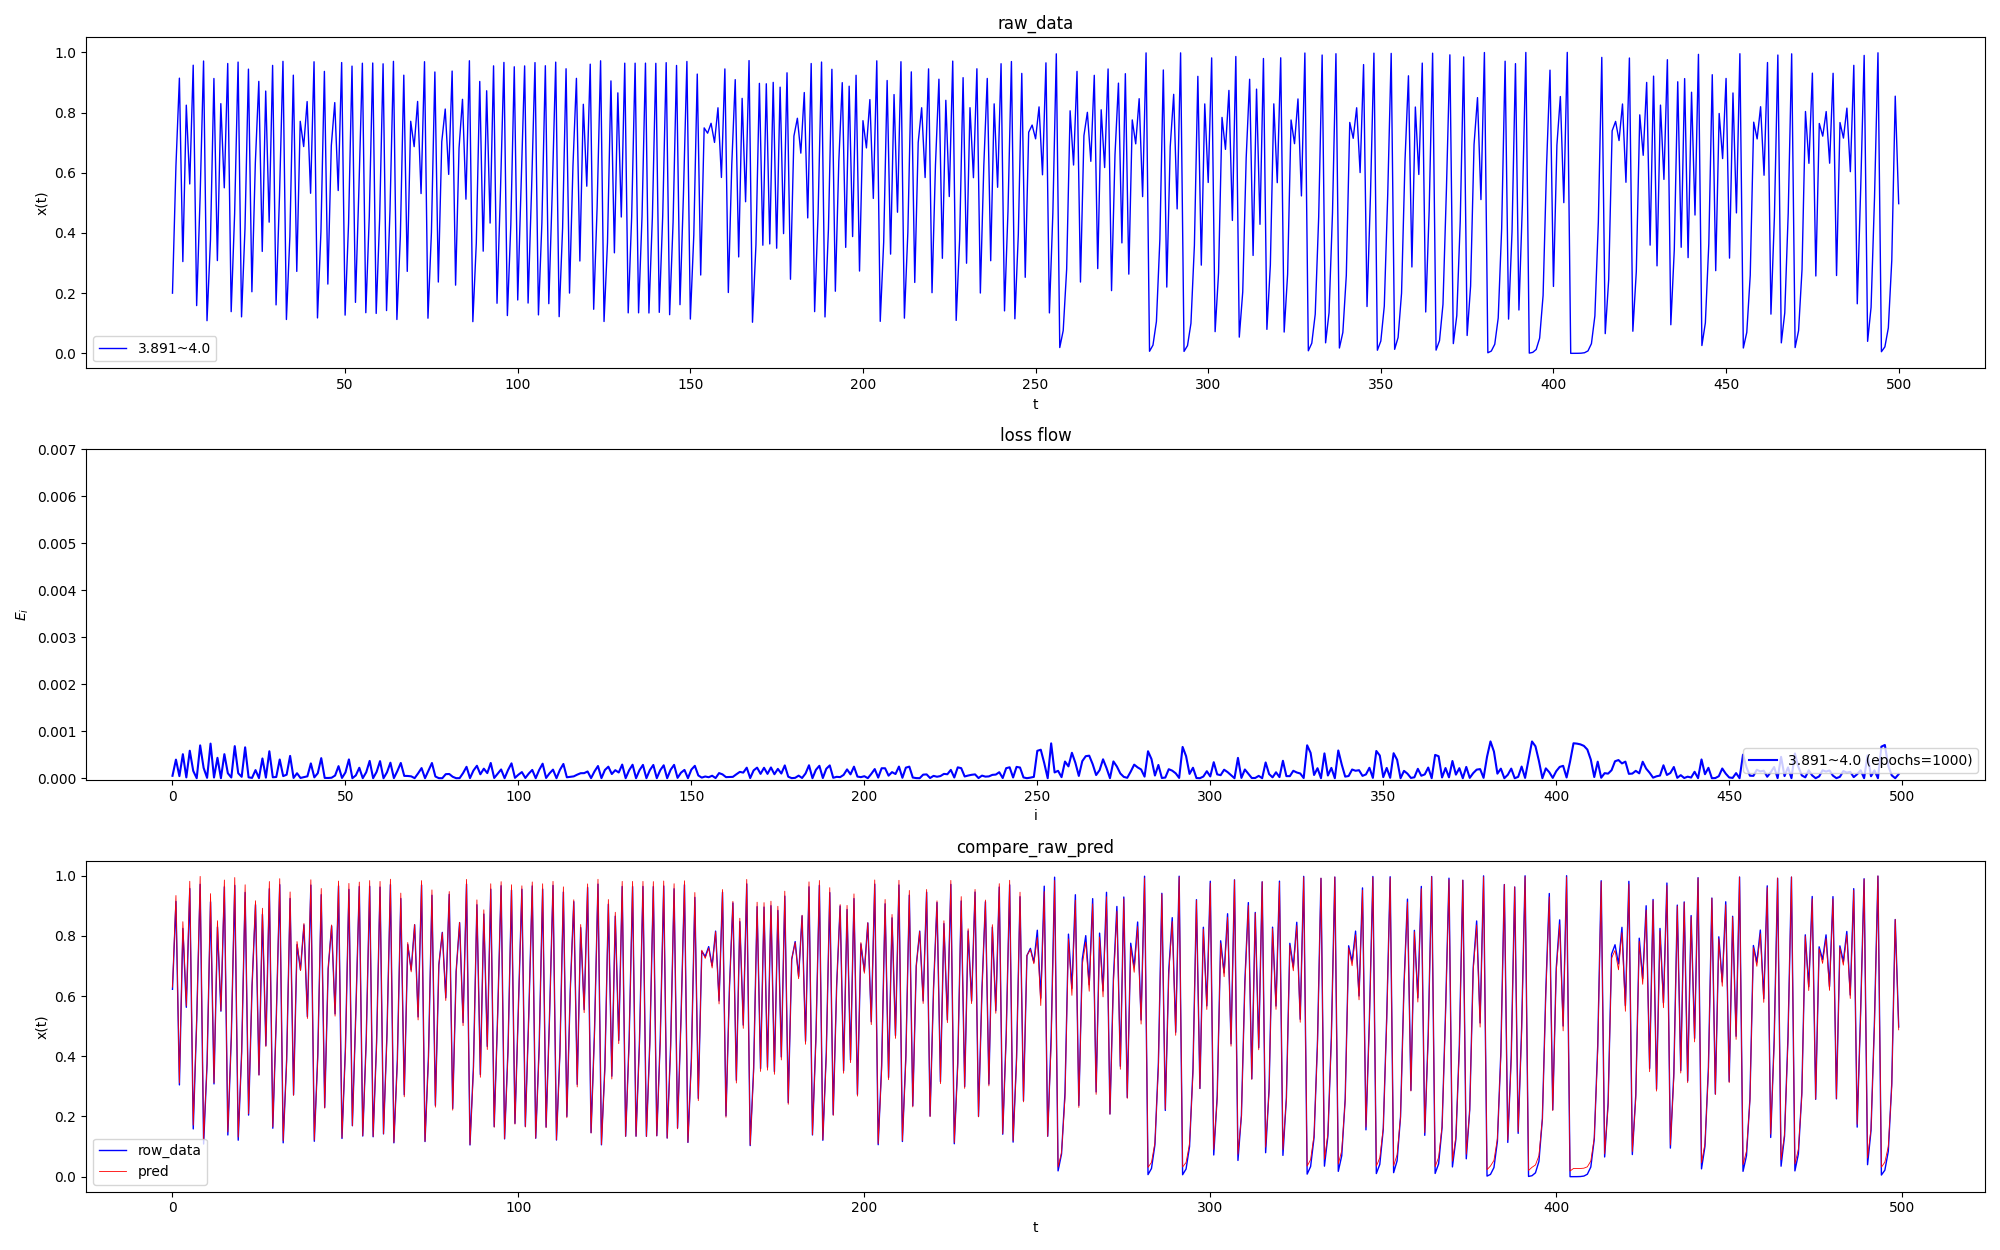 raw_data
1.0
0.8
0.6
0.4
0.2
0.0
x(t)
3.891~4.0
50 100 150 200 250 300 350 400 450 500
t
loss flow
0.007
0.006
0.005
0.004
0.003
0.002
0.001
0.000
E_i
3.891~4.0 (epochs=1000)
0 50 100 150 200 250 300 350 400 450 500
i
compare_raw_pred
1.0
0.8
0.6
0.4
0.2
0.0
x(t)
row_data
pred
0 100 200 300 400 500
t